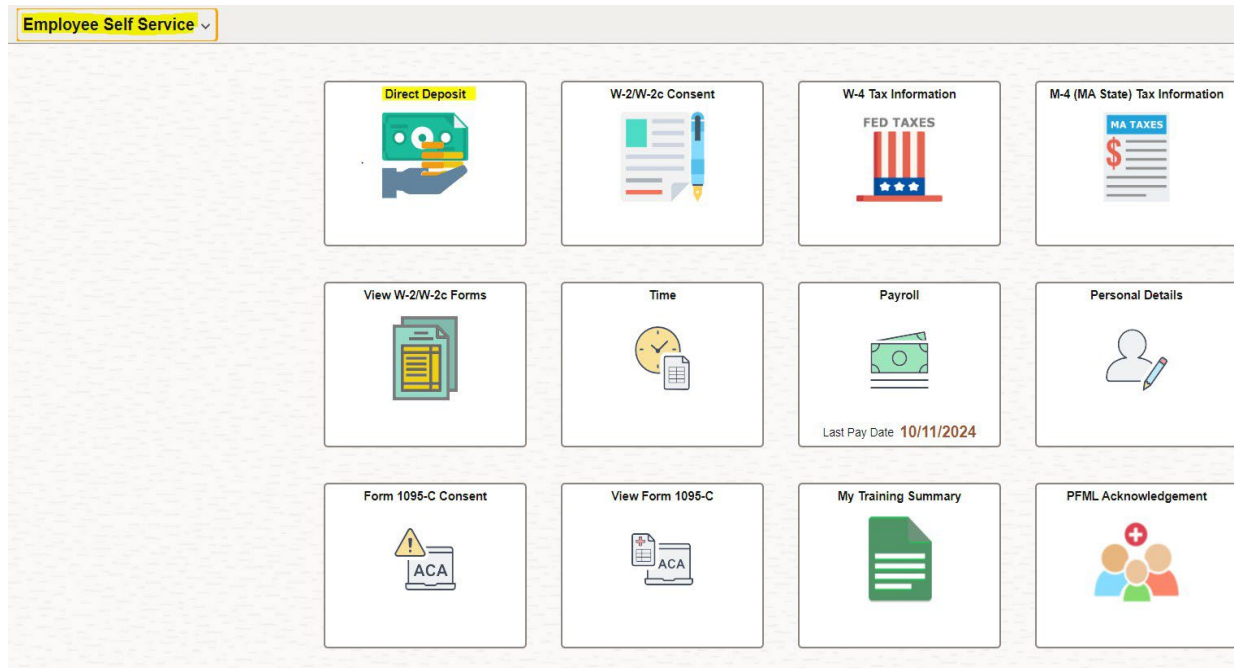 Employee Self Service
Direct Deposit
W-2/W-2c Consent
W-4 Tax Information
FED TAXES
M-4 (MA State) Tax Information
MA TAXES
$
View W-2/W-2c Forms
Time
Payroll
Last Pay Date 10/11/2024
Personal Details
Form 1095-C Consent
ACA
View Form 1095-C
ACA
My Training Summary
PFML Acknowledgement